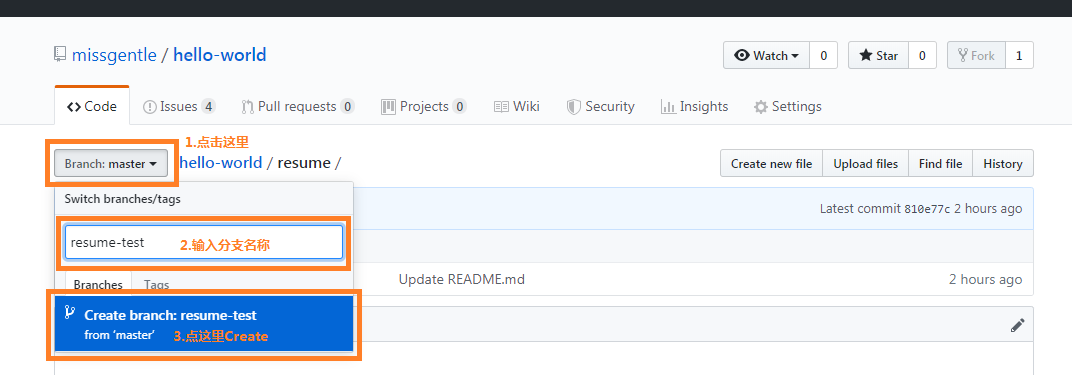 missgentle / hello-world
Watch 0 Star 0 Fork 1
Code Issues 4 Pull requests 0 Projects 0 Wiki Security Insights Settings
1.点击这里
Branch: master hello-world / resume / Create new file Upload files Find file History
Switch branches/tags
Latest commit 810e77c 2 hours ago
resume-test 2.输入分支名称
Branches Tags Update README.md 2 hours ago
Create branch: resume-test
from ‘master’ 3.点这里Create